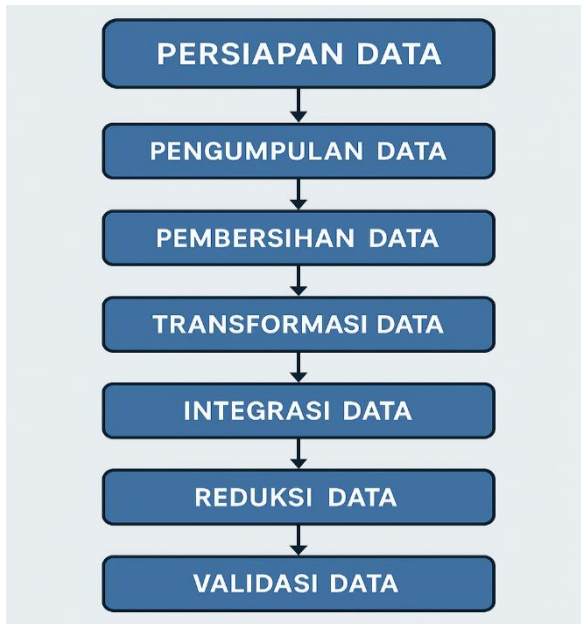 PERSIAPAN DATA
PENGUMPULAN DATA
PEMBERSIHAN DATA
TRANSFORMASI DATA
INTEGRASI DATA
REDUKSI DATA
VALIDASI DATA